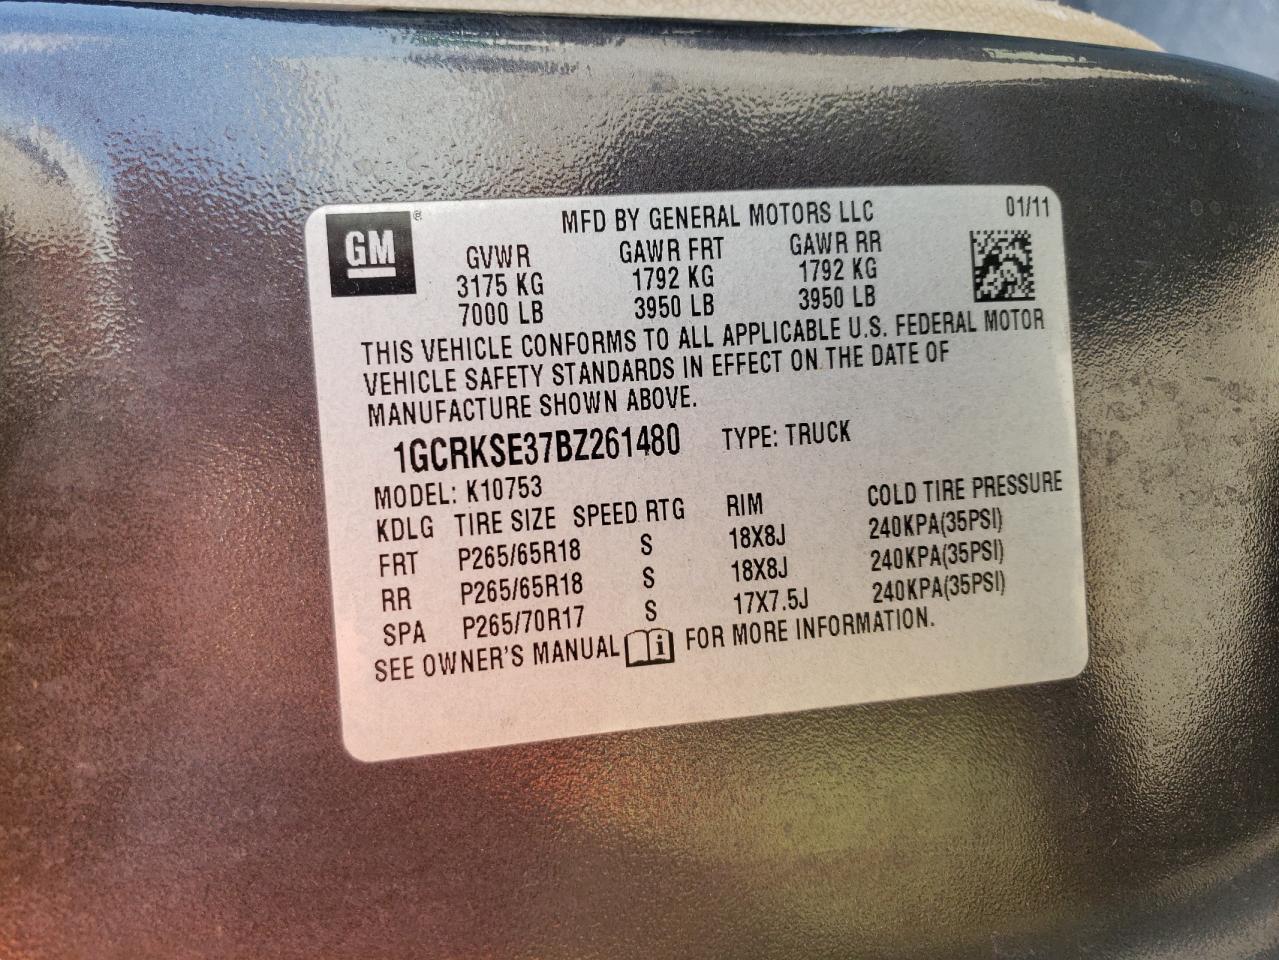 GM ®
MFD BY GENERAL MOTORS LLC 01/11
GVWR GAWR FRT GAWR RR
3175 KG 1792 KG 1792 KG
7000 LB 3950 LB 3950 LB
THIS VEHICLE CONFORMS TO ALL APPLICABLE U.S. FEDERAL MOTOR
VEHICLE SAFETY STANDARDS IN EFFECT ON THE DATE OF
MANUFACTURE SHOWN ABOVE.
1GCRKSE37BZ261480 TYPE: TRUCK
MODEL: K10753
KDLG TIRE SIZE SPEED RTG RIM COLD TIRE PRESSURE
FRT P265/65R18 S 18X8J 240KPA(35PSI)
RR P265/65R18 S 18X8J 240KPA(35PSI)
SPA P265/70R17 S 17X7.5J 240KPA(35PSI)
SEE OWNER'S MANUAL i FOR MORE INFORMATION.